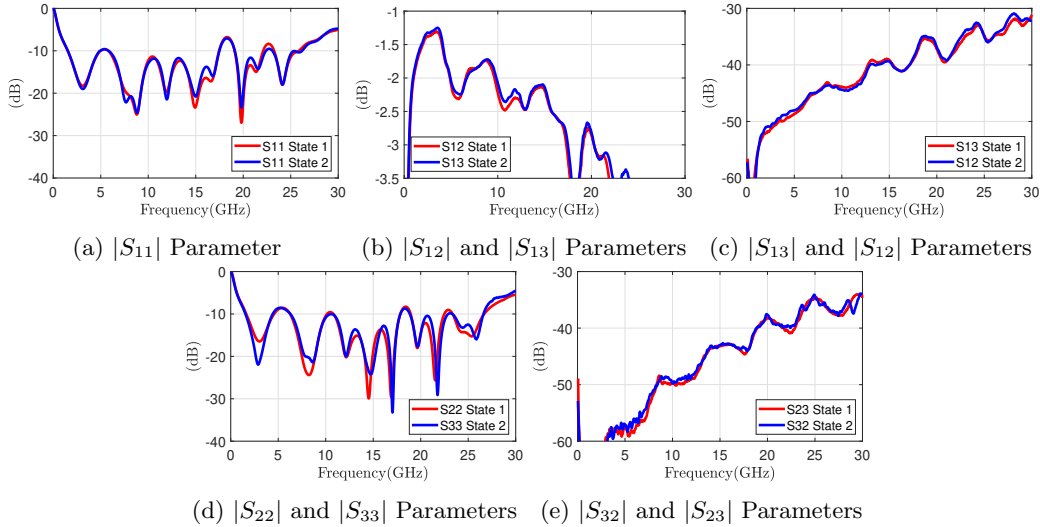 0
-10
-20
-30
-40
(dB)
0 5 10 15 20 25 30
Frequency(GHz)
S11 State 1
S11 State 2
(a) |S₁₁| Parameter
-1
-1.5
-2
-2.5
-3
-3.5
(dB)
0 10 20 30
Frequency(GHz)
S12 State 1
S13 State 2
(b) |S₁₂| and |S₁₃| Parameters
-30
-40
-50
-60
(dB)
0 5 10 15 20 25 30
Frequency(GHz)
S13 State 1
S12 State 2
(c) |S₁₃| and |S₁₂| Parameters
0
-10
-20
-30
-40
(dB)
0 5 10 15 20 25 30
Frequency(GHz)
S22 State 1
S33 State 2
(d) |S₂₂| and |S₃₃| Parameters
-30
-40
-50
-60
(dB)
0 5 10 15 20 25 30
Frequency(GHz)
S23 State 1
S32 State 2
(e) |S₃₂| and |S₂₃| Parameters